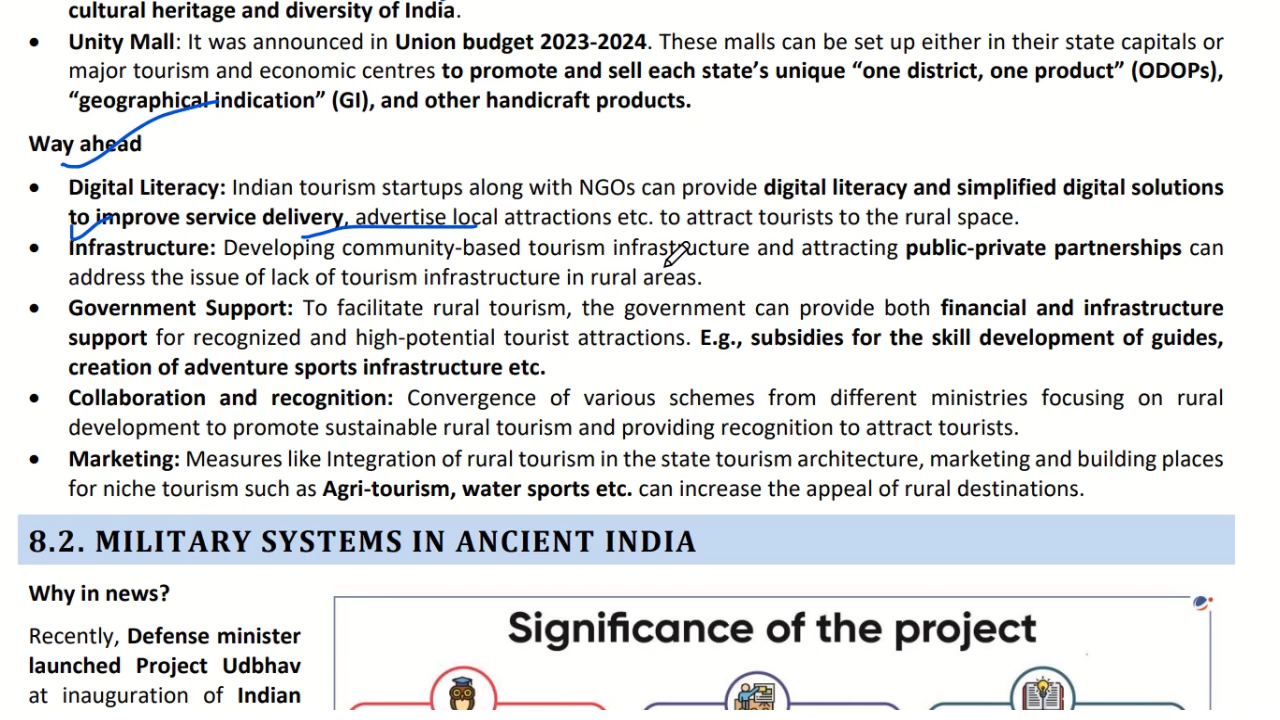 cultural heritage and diversity of India.
• Unity Mall: It was announced in Union budget 2023-2024. These malls can be set up either in their state capitals or
major tourism and economic centres to promote and sell each state’s unique “one district, one product” (ODOPs),
“geographical indication” (GI), and other handicraft products.
Way ahead
• Digital Literacy: Indian tourism startups along with NGOs can provide digital literacy and simplified digital solutions
to improve service delivery, advertise local attractions etc. to attract tourists to the rural space.
• Infrastructure: Developing community-based tourism infrastructure and attracting public-private partnerships can
address the issue of lack of tourism infrastructure in rural areas.
• Government Support: To facilitate rural tourism, the government can provide both financial and infrastructure
support for recognized and high-potential tourist attractions. E.g., subsidies for the skill development of guides,
creation of adventure sports infrastructure etc.
• Collaboration and recognition: Convergence of various schemes from different ministries focusing on rural
development to promote sustainable rural tourism and providing recognition to attract tourists.
• Marketing: Measures like Integration of rural tourism in the state tourism architecture, marketing and building places
for niche tourism such as Agri-tourism, water sports etc. can increase the appeal of rural destinations.
8.2. MILITARY SYSTEMS IN ANCIENT INDIA
Why in news?
Recently, Defense minister
launched Project Udbhav
at inauguration of Indian
Significance of the project